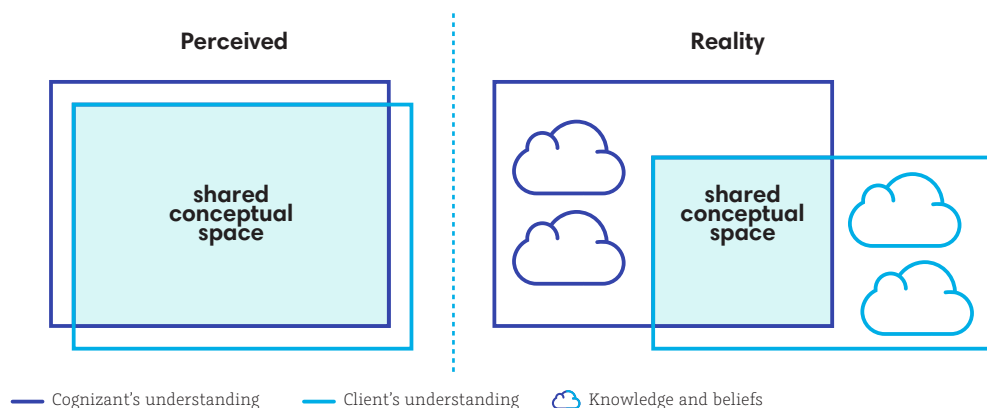 Perceived
Reality
shared
conceptual
space
shared
conceptual
space
Cognizant's understanding
Client's understanding
Knowledge and beliefs